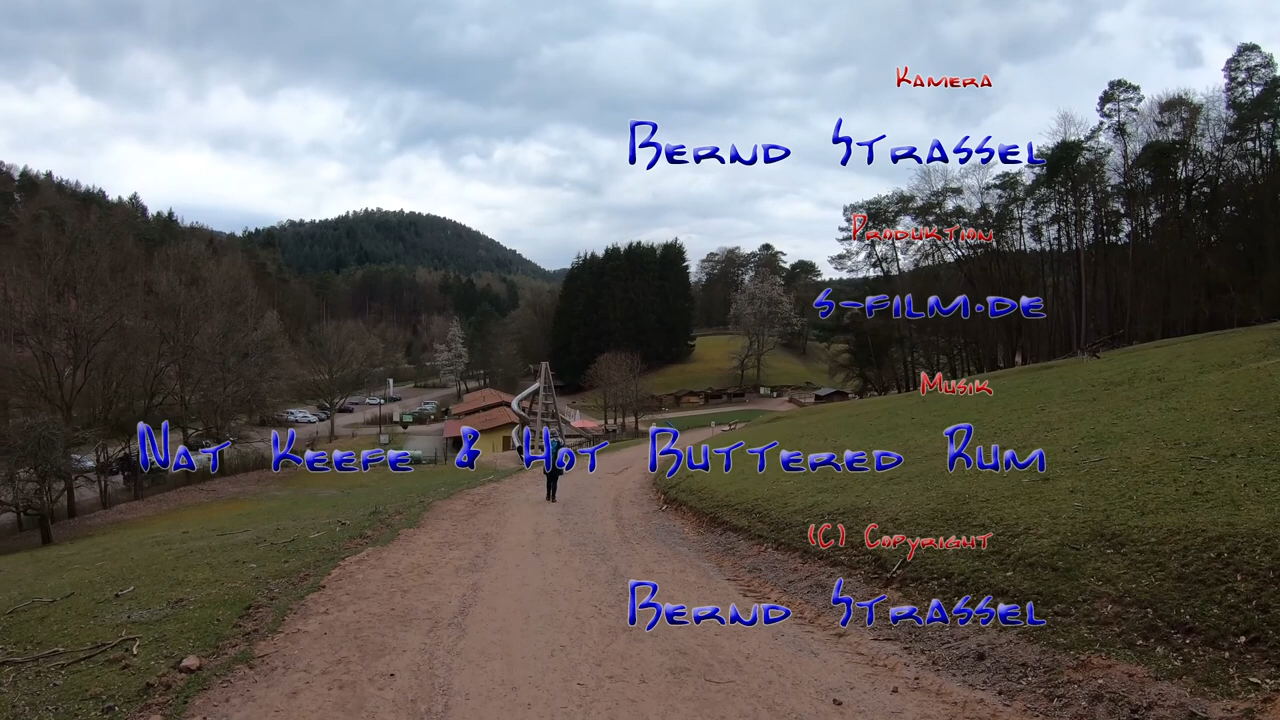 Kamera
Bernd Strassel
Produktion
s-film.de
Musik
Nat Keefe & Hot Buttered Rum
(C) Copyright
Bernd Strassel